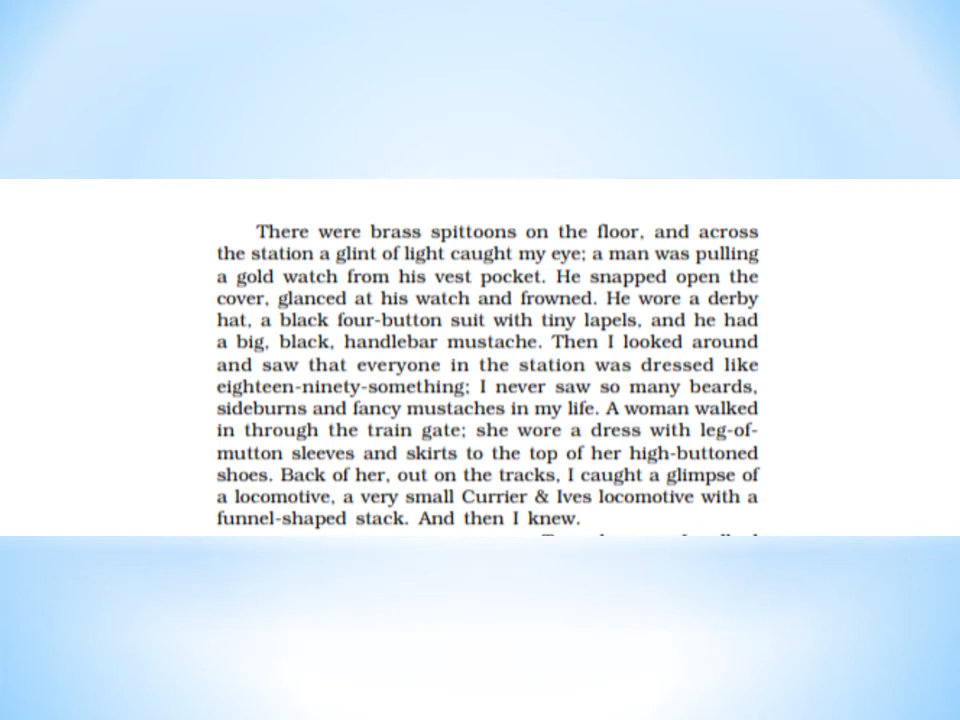 There were brass spittoons on the floor, and across
the station a glint of light caught my eye; a man was pulling
a gold watch from his vest pocket. He snapped open the
cover, glanced at his watch and frowned. He wore a derby
hat, a black four-button suit with tiny lapels, and he had
a big, black, handlebar mustache. Then I looked around
and saw that everyone in the station was dressed like
eighteen-ninety-something; I never saw so many beards,
sideburns and fancy mustaches in my life. A woman walked
in through the train gate; she wore a dress with leg-of-
mutton sleeves and skirts to the top of her high-buttoned
shoes. Back of her, out on the tracks, I caught a glimpse of
a locomotive, a very small Currier & Ives locomotive with a
funnel-shaped stack. And then I knew.